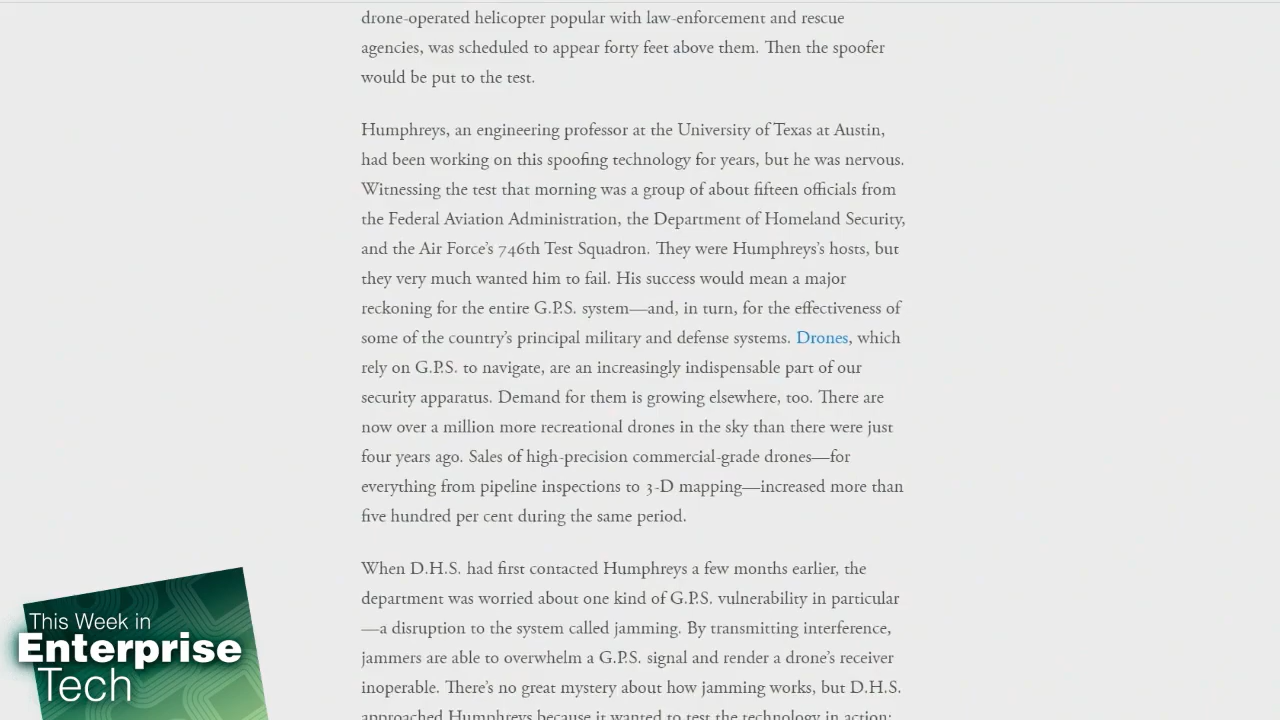 drone-operated helicopter popular with law-enforcement and rescue
agencies, was scheduled to appear forty feet above them. Then the spoofer
would be put to the test.
Humphreys, an engineering professor at the University of Texas at Austin,
had been working on this spoofing technology for years, but he was nervous.
Witnessing the test that morning was a group of about fifteen officials from
the Federal Aviation Administration, the Department of Homeland Security,
and the Air Force’s 746th Test Squadron. They were Humphreys’s hosts, but
they very much wanted him to fail. His success would mean a major
reckoning for the entire G.P.S. system—and, in turn, for the effectiveness of
some of the country’s principal military and defense systems. Drones, which
rely on G.P.S. to navigate, are an increasingly indispensable part of our
security apparatus. Demand for them is growing elsewhere, too. There are
now over a million more recreational drones in the sky than there were just
four years ago. Sales of high-precision commercial-grade drones—for
everything from pipeline inspections to 3-D mapping—increased more than
five hundred per cent during the same period.
When D.H.S. had first contacted Humphreys a few months earlier, the
department was worried about one kind of G.P.S. vulnerability in particular
—a disruption to the system called jamming. By transmitting interference,
jammers are able to overwhelm a G.P.S. signal and render a drone’s receiver
inoperable. There’s no great mystery about how jamming works, but D.H.S.
approached Humphreys because it wanted to test the technology in action;
This Week in
Enterprise
Tech